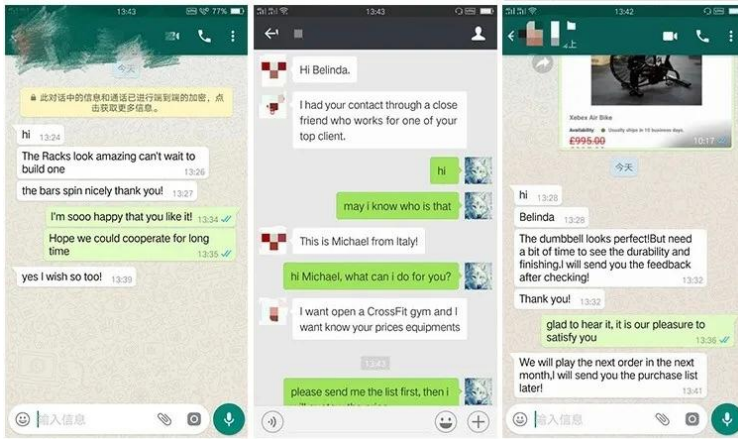 13:43
77%
今天
此对话中的信息和通话已进行端到端的加密，点
击获取更多信息。
hi 13:24
The Racks look amazing can't wait to
build one 13:26
the bars spin nicely thank you! 13:27
I'm sooo happy that you like it! 13:34
Hope we could cooperate for long
time 13:35
yes I wish so too! 13:39
输入信息
13:43
Hi Belinda.
I had your contact through a close
friend who works for one of your
top client.
hi
may i know who is that
This is Michael from Italy!
hi Michael, what can i do for you?
I want open a CrossFit gym and I
want know your prices equipments
13:43
please send me the list first, then i
13:42
上
Xebex Air Bike
Availability Usually ships in 10 business days.
£995.00 10:17
今天
hi 13:28
Belinda 13:28
The dumbbell looks perfect!But need
a bit of time to see the durability and
finishing.I will send you the feedback
after checking! 13:32
Thank you! 13:32
glad to hear it, it is our pleasure to
satisfy you 13:36
We will play the next order in the next
month,I will send you the purchase list
later! 13:41
输入信息